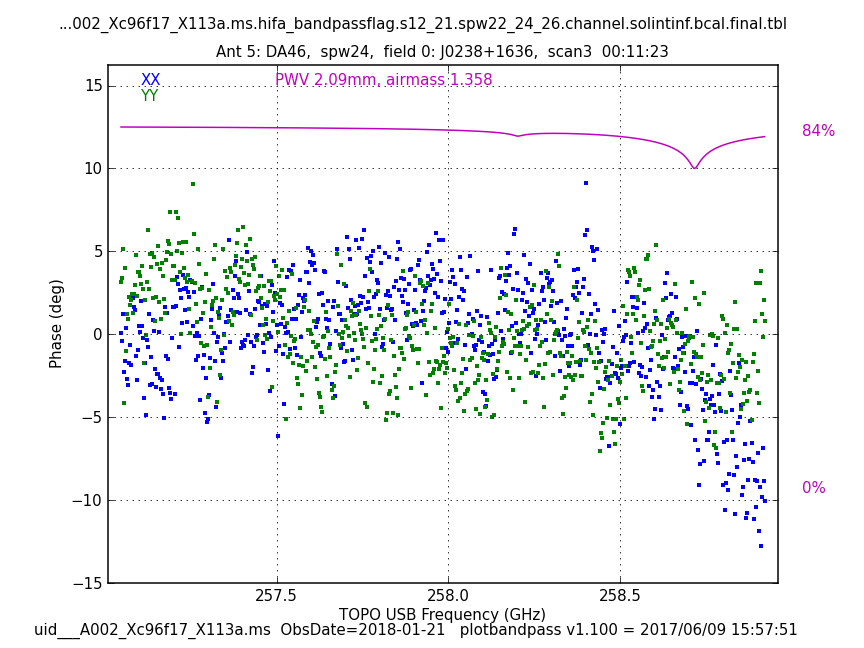 ...002_Xc96f17_X113a.ms.hifa_bandpassflag.s12_21.spw22_24_26.channel.solintinf.bcal.final.tbl
Ant 5: DA46,  spw24,  field 0: J0238+1636,  scan3  00:11:23
XX
YY
PWV 2.09mm, airmass 1.358
84%
0%
15
10
5
0
−5
−10
−15
Phase (deg)
257.5
258.0
258.5
TOPO USB Frequency (GHz)
uid___A002_Xc96f17_X113a.ms  ObsDate=2018-01-21   plotbandpass v1.100 = 2017/06/09 15:57:51